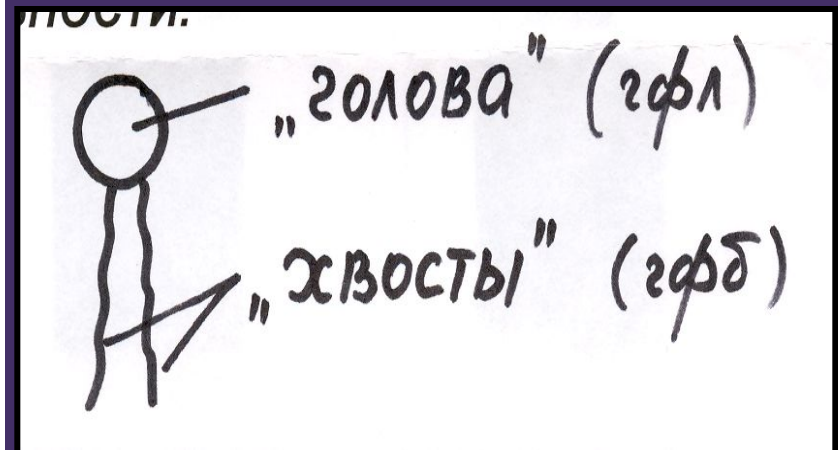 ности.
„голова" (гфл)
„хвосты" (гфб)